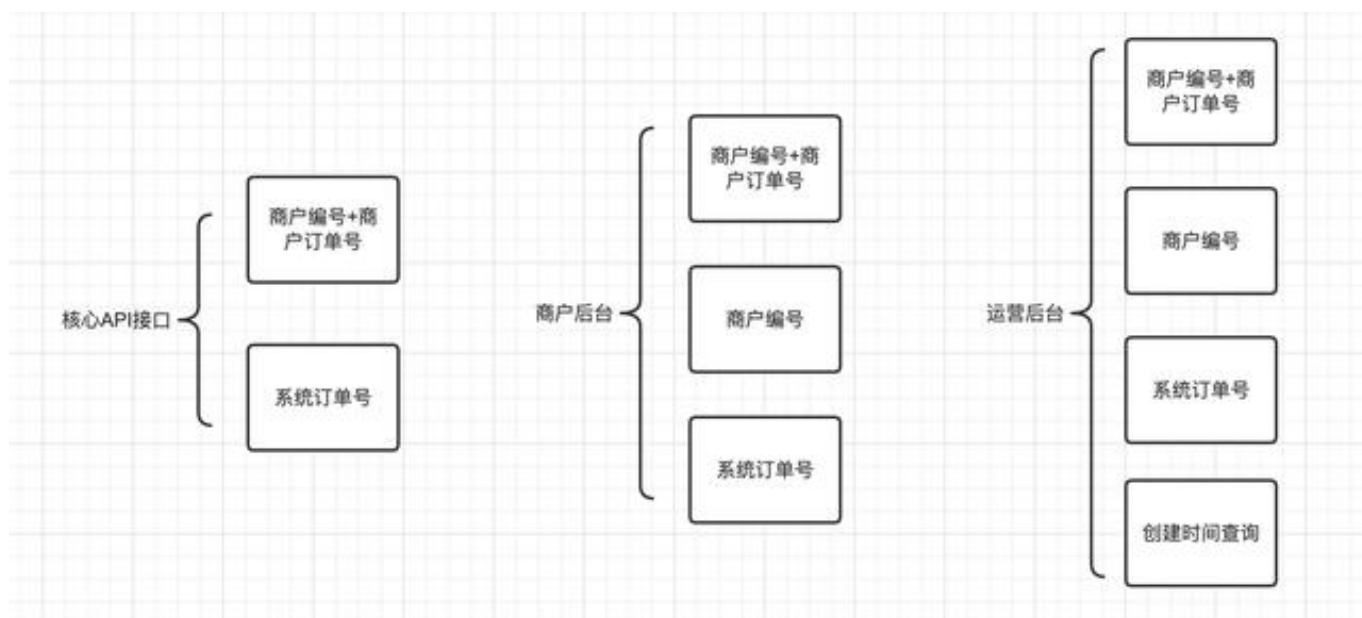 核心API接口
商户编号+商
户订单号
系统订单号
商户后台
商户编号+商
户订单号
商户编号
系统订单号
运营后台
商户编号+商
户订单号
商户编号
系统订单号
创建时间查询